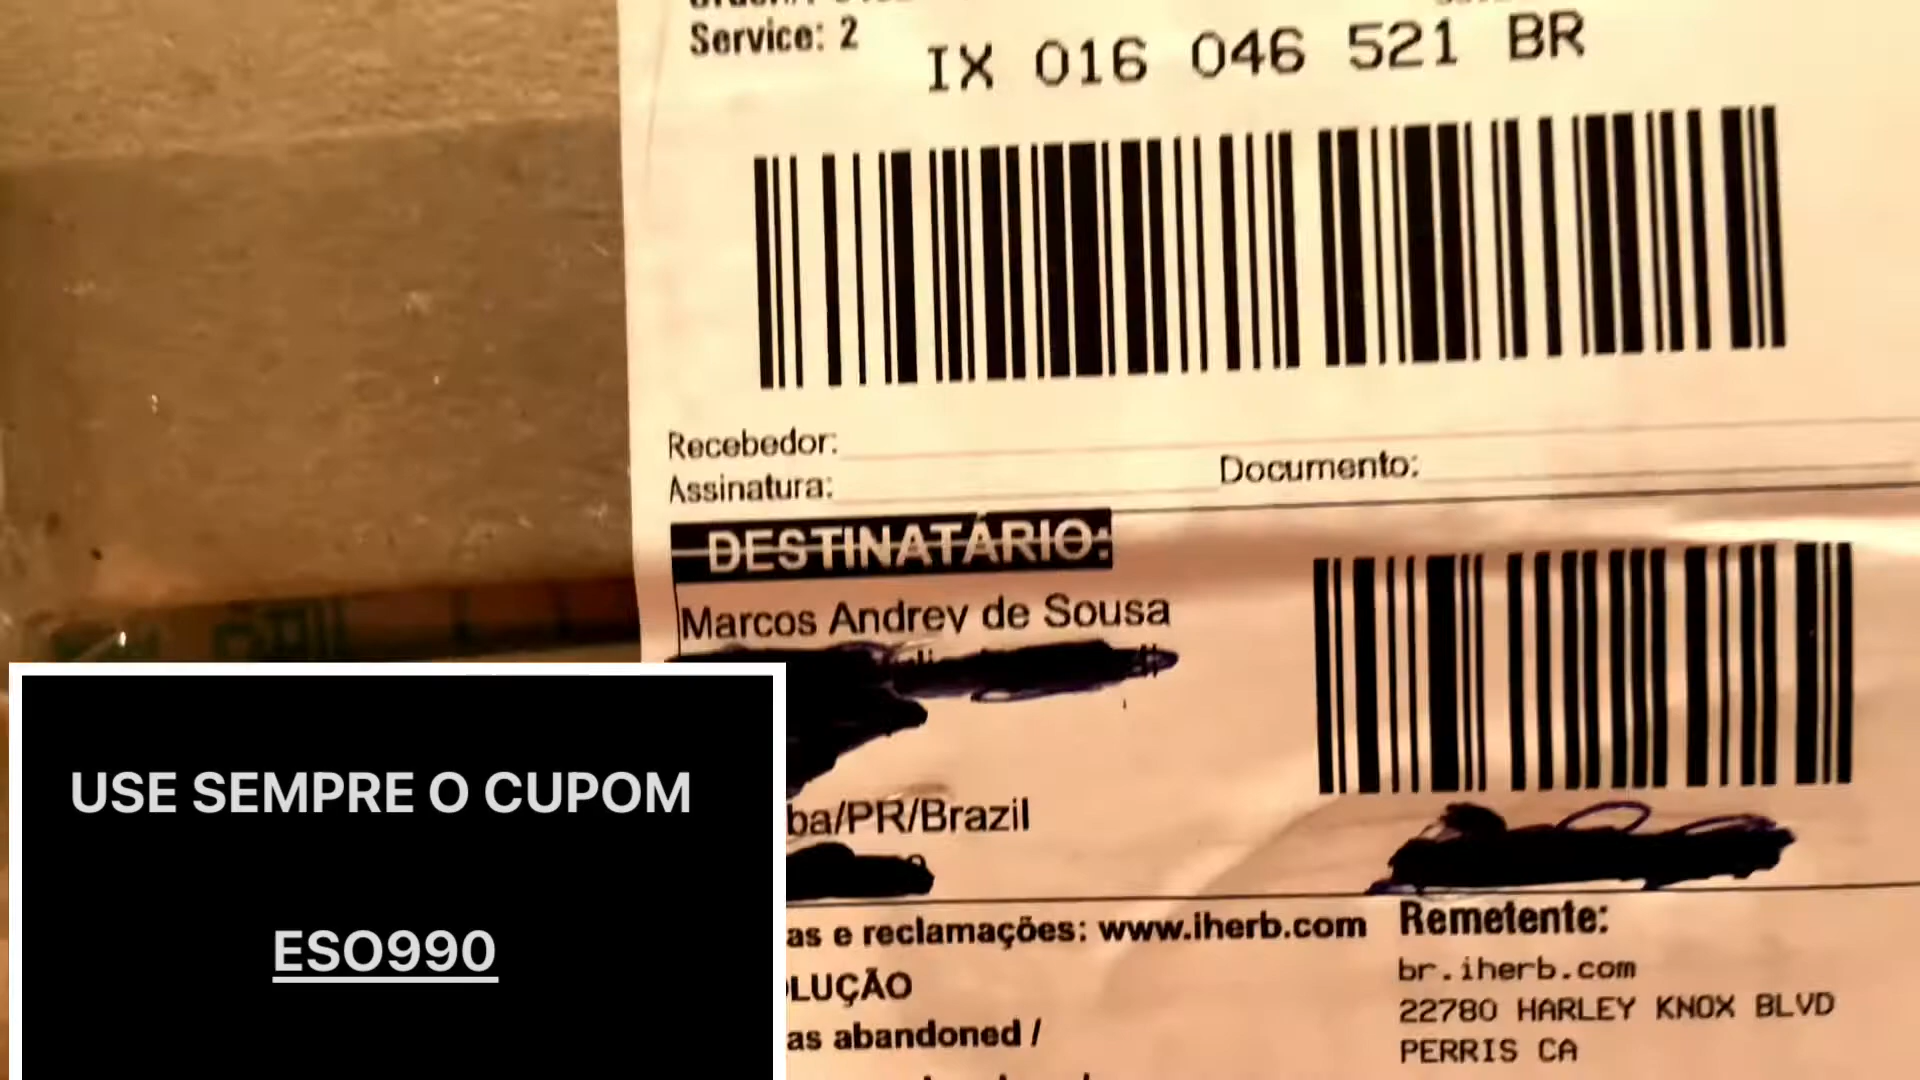 Service: 2
IX 016 046 521 BR
Recebedor:
Assinatura:
Documento:
DESTINATÁRIO:
Marcos Andrey de Sousa
ba/PR/Brazil
as e reclamações: www.iherb.com
LUÇÃO
as abandoned /
Remetente:
br.iherb.com
22780 HARLEY KNOX BLVD
PERRIS CA
USE SEMPRE O CUPOM
ESO990